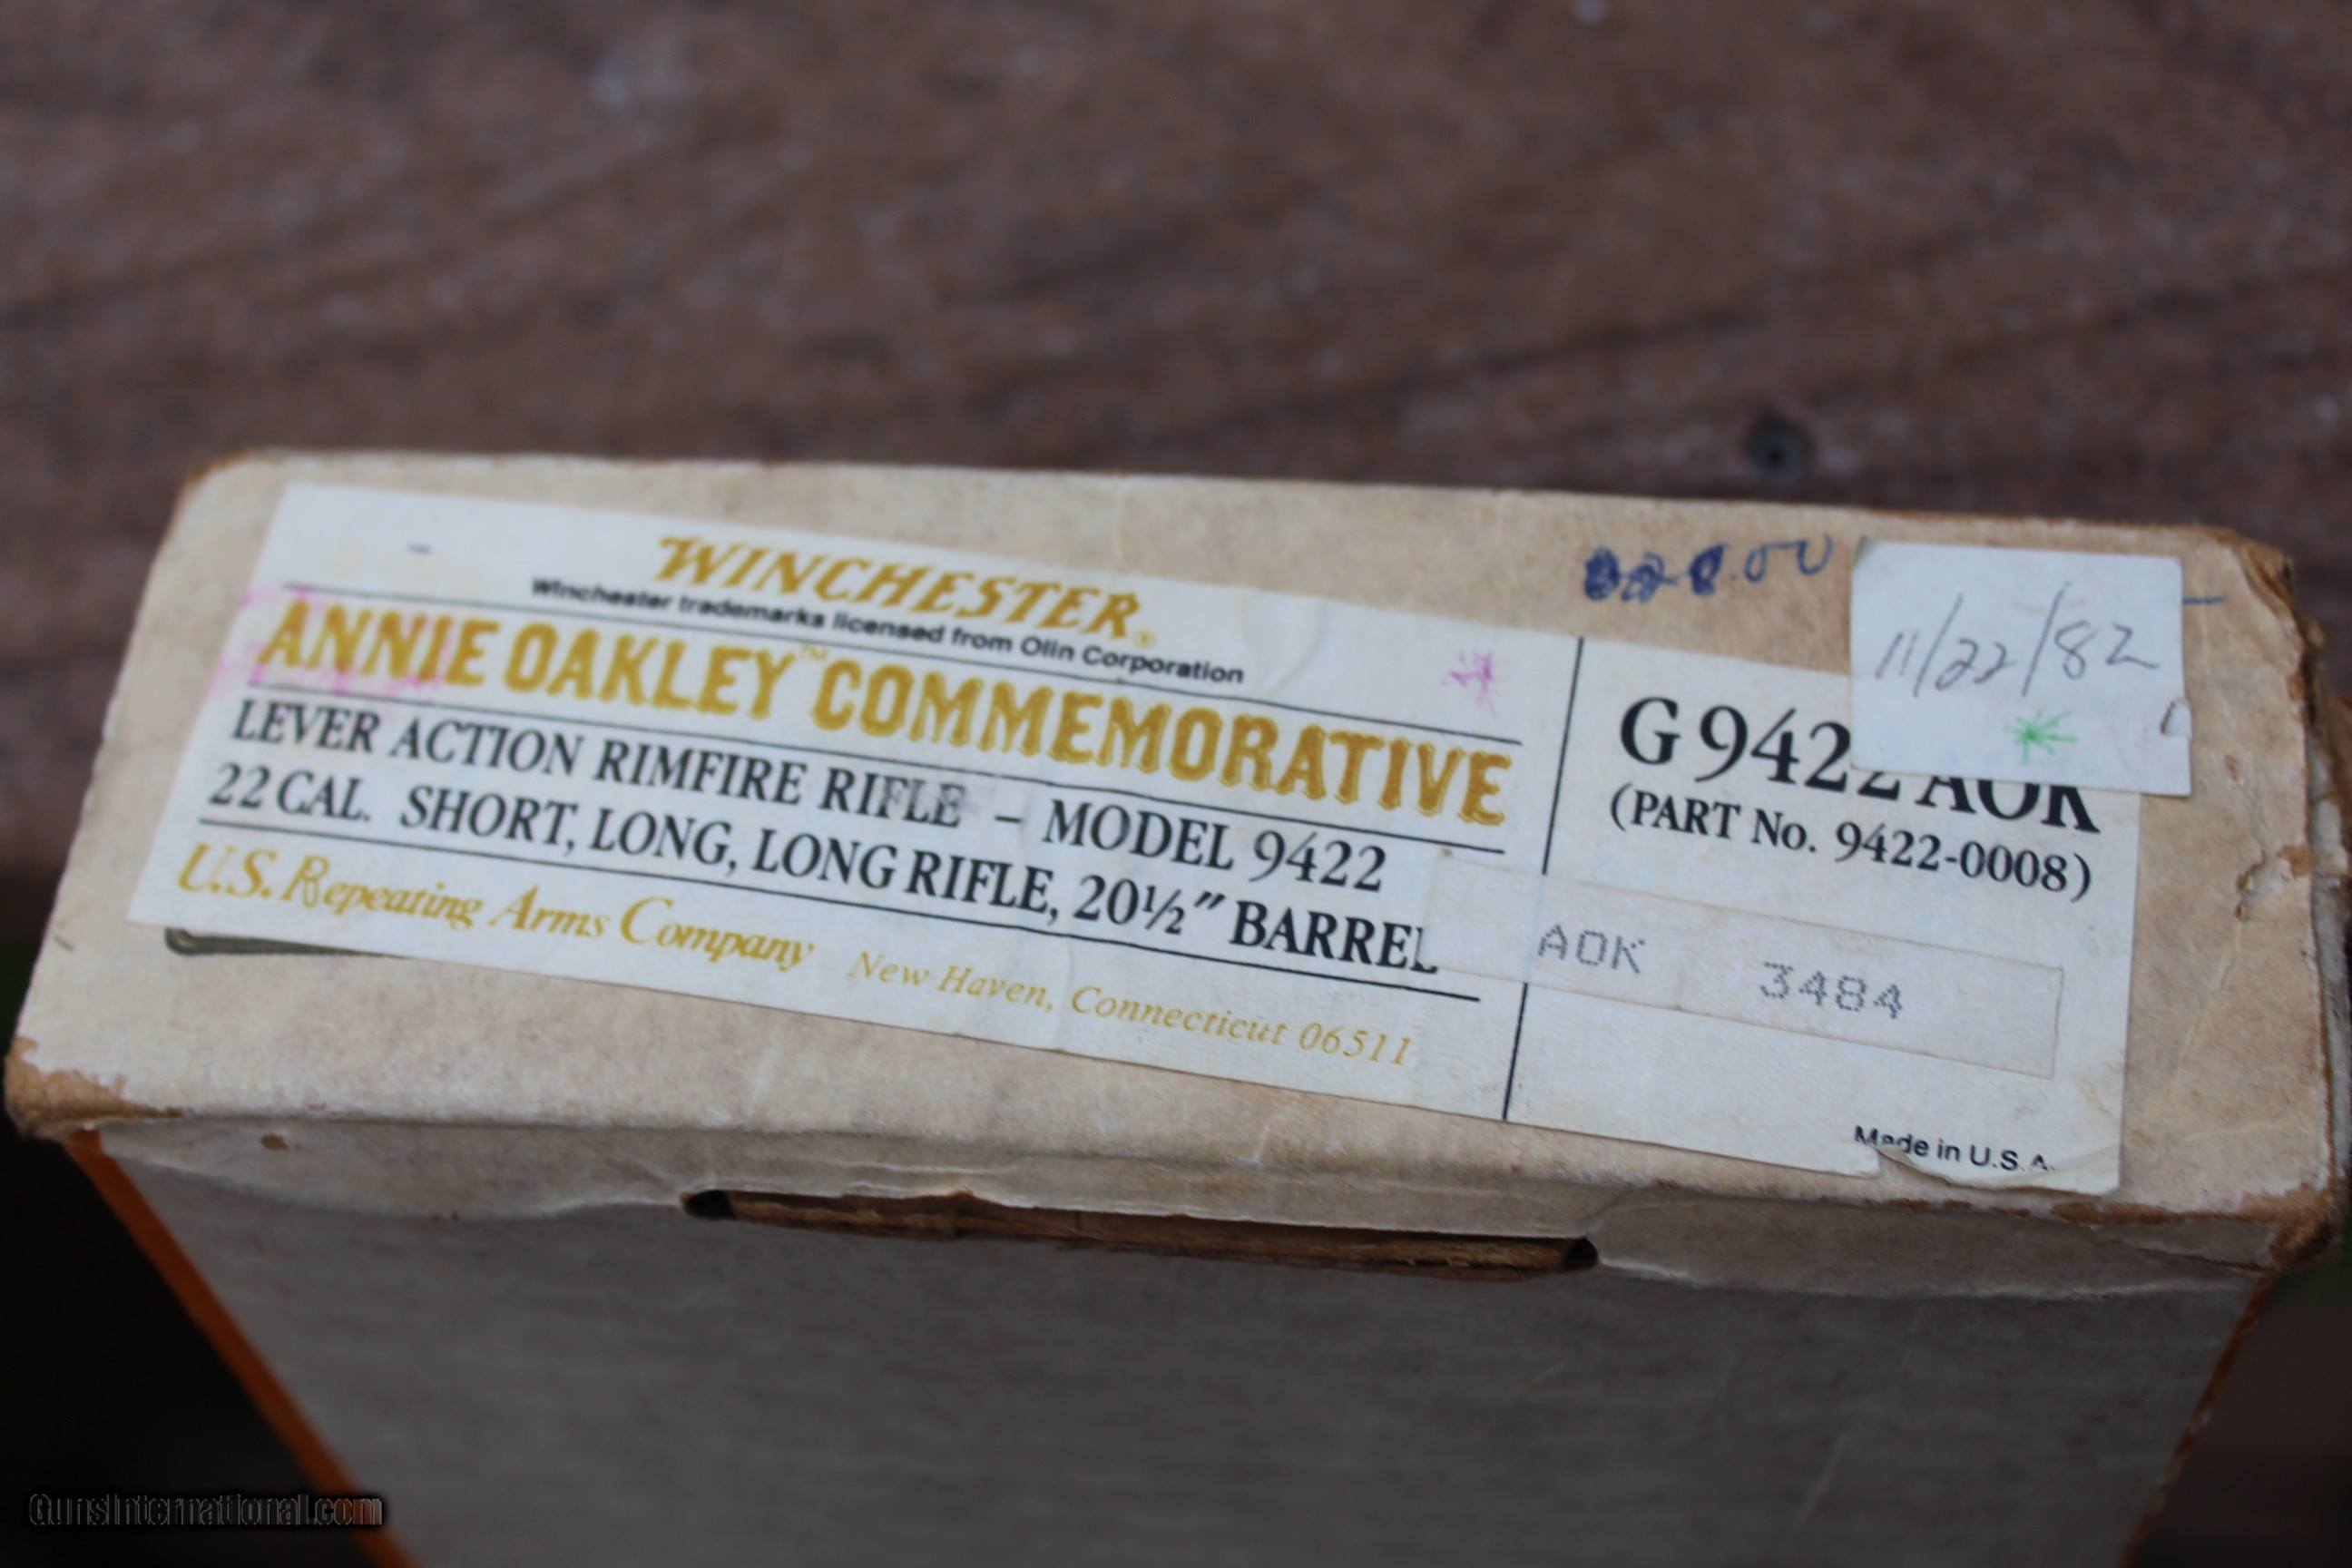 WINCHESTER®
Winchester trademarks licensed from Olin Corporation
ANNIE OAKLEY™ COMMEMORATIVE
LEVER ACTION RIMFIRE RIFLE – MODEL 9422
22 CAL. SHORT, LONG, LONG RIFLE, 20½" BARREL
U.S. Repeating Arms Company New Haven, Connecticut 06511
11/22/82
G9422 AOK
(PART No. 9422-0008)
AOK 3484
Made in U.S.A.
GunsInternational.com